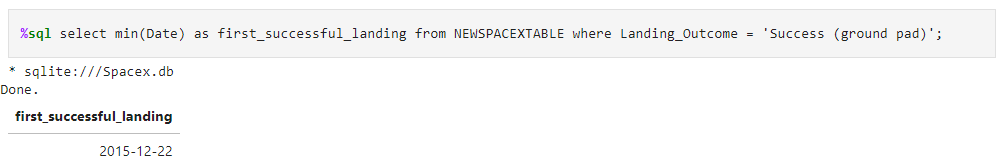 %sql select min(Date) as first_successful_landing from NEWSPACEXTABLE where Landing_Outcome = 'Success (ground pad)';
* sqlite:///Spacex.db
Done.
first_successful_landing
2015-12-22